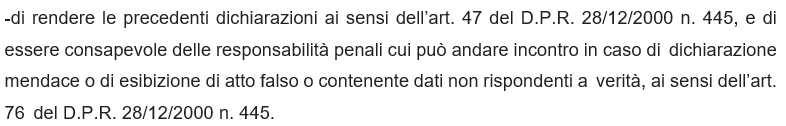 -di rendere le precedenti dichiarazioni ai sensi dell’art. 47 del D.P.R. 28/12/2000 n. 445, e di
essere consapevole delle responsabilità penali cui può andare incontro in caso di dichiarazione
mendace o di esibizione di atto falso o contenente dati non rispondenti a verità, ai sensi dell’art.
76 del D.P.R. 28/12/2000 n. 445.